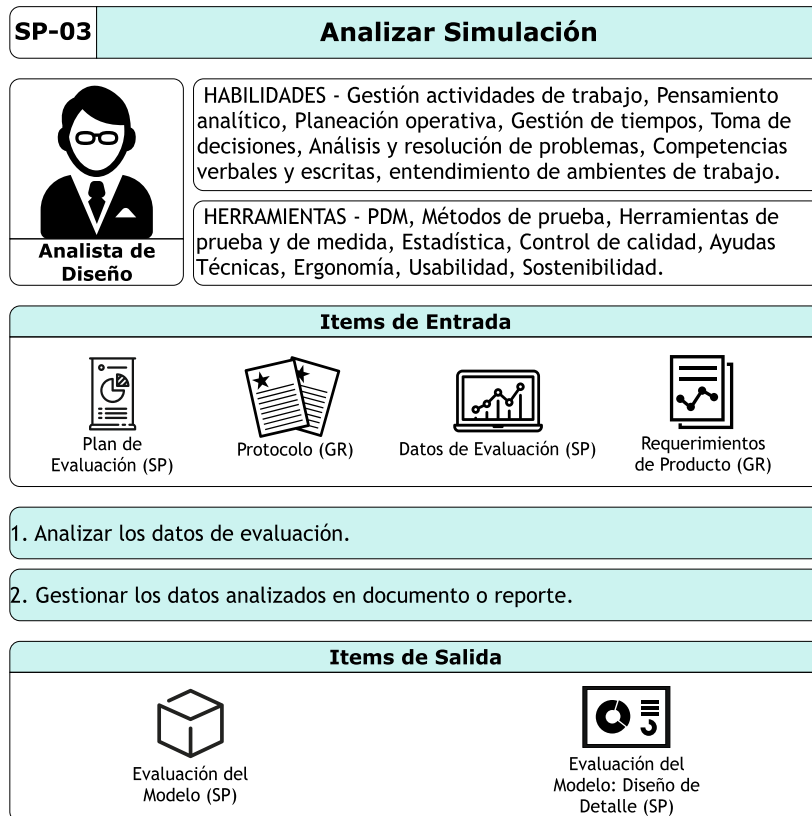 SP-03
Analizar Simulación
HABILIDADES - Gestión actividades de trabajo, Pensamiento
analítico, Planeación operativa, Gestión de tiempos, Toma de
decisiones, Análisis y resolución de problemas, Competencias
verbales y escritas, entendimiento de ambientes de trabajo.
HERRAMIENTAS - PDM, Métodos de prueba, Herramientas de
prueba y de medida, Estadística, Control de calidad, Ayudas
Técnicas, Ergonomía, Usabilidad, Sostenibilidad.
Analista de
Diseño
Items de Entrada
Plan de
Evaluación (SP)
Protocolo (GR)
Datos de Evaluación (SP)
Requerimientos
de Producto (GR)
1. Analizar los datos de evaluación.
2. Gestionar los datos analizados en documento o reporte.
Items de Salida
Evaluación del
Modelo (SP)
Evaluación del
Modelo: Diseño de
Detalle (SP)